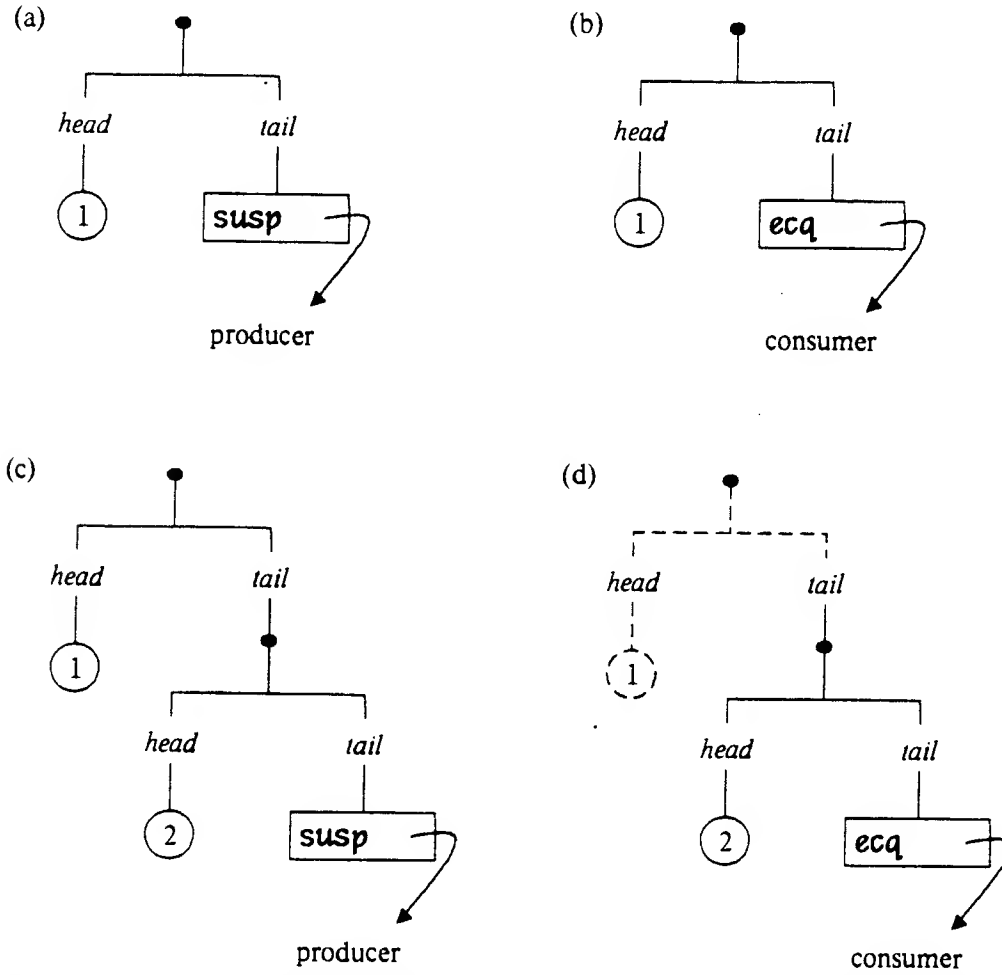 (a)
(b)
head tail
head tail
1
susp
1
ecq
producer
consumer
(c)
(d)
head tail
head tail
1
1
head tail
head tail
2
susp
2
ecq
producer
consumer